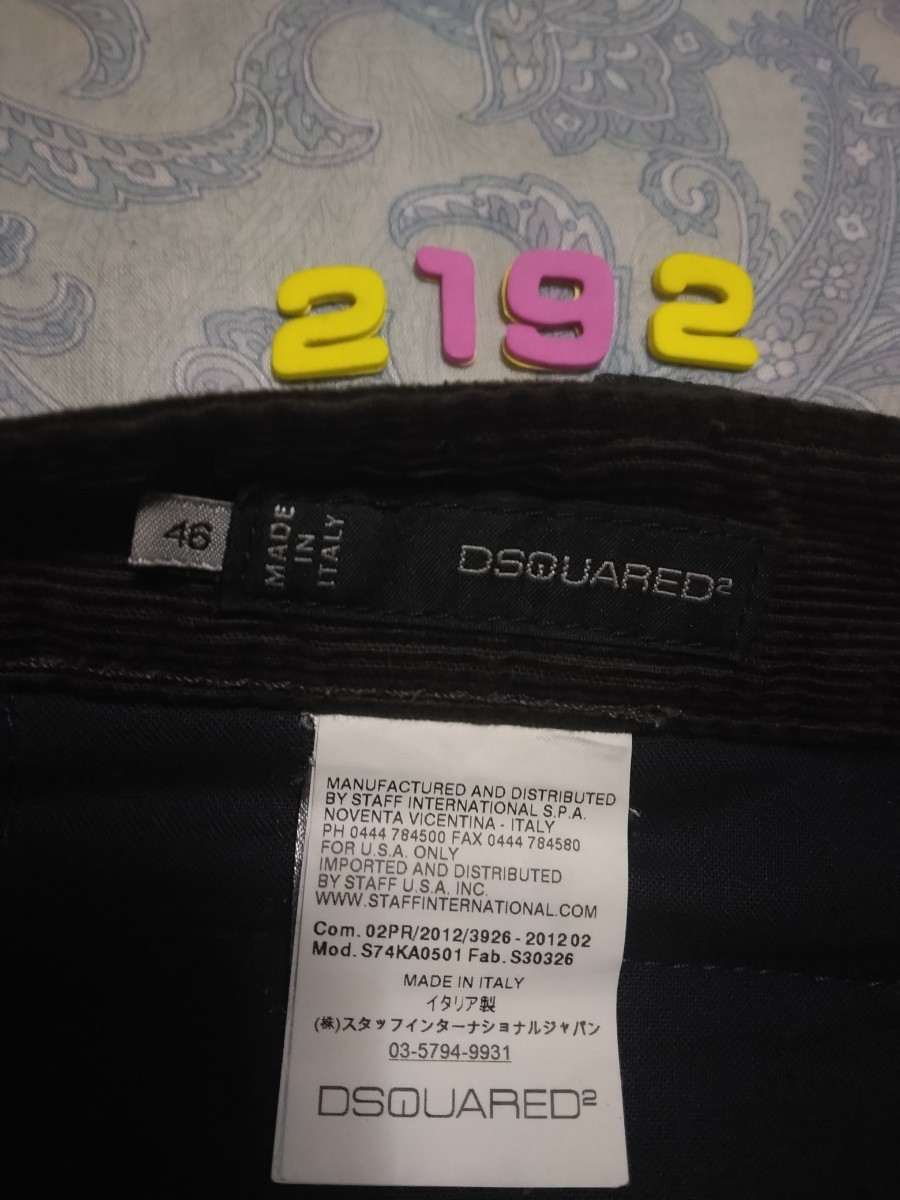 2192
46
MADE
IN
ITALY
DSQUARED²
MANUFACTURED AND DISTRIBUTED
BY STAFF INTERNATIONAL S.P.A.
NOVENTA VICENTINA - ITALY
PH 0444 784500 FAX 0444 784580
FOR U.S.A. ONLY
IMPORTED AND DISTRIBUTED
BY STAFF U.S.A. INC.
WWW.STAFFINTERNATIONAL.COM
Com. 02PR/2012/3926 - 2012 02
Mod. S74KA0501 Fab. S30326
MADE IN ITALY
イタリア製
(株)スタッフインターナショナルジャパン
03-5794-9931
DSQUARED²